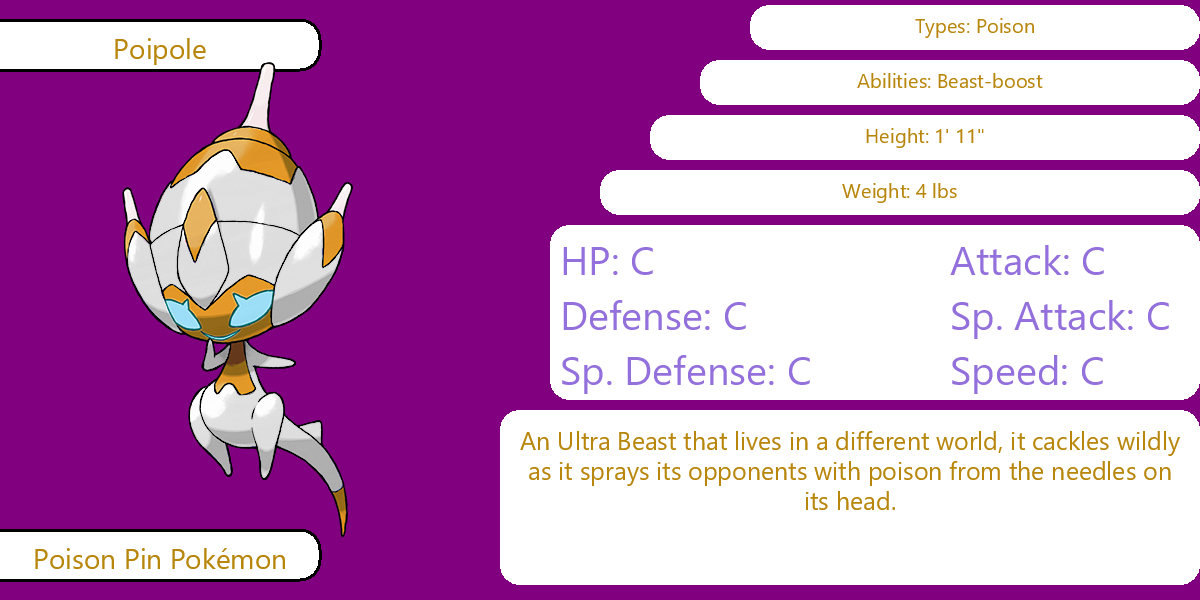 Poipole
Types: Poison
Abilities: Beast-boost
Height: 1' 11"
Weight: 4 lbs
HP: C
Attack: C
Defense: C
Sp. Attack: C
Sp. Defense: C
Speed: C
An Ultra Beast that lives in a different world, it cackles wildly
as it sprays its opponents with poison from the needles on
its head.
Poison Pin Pokémon